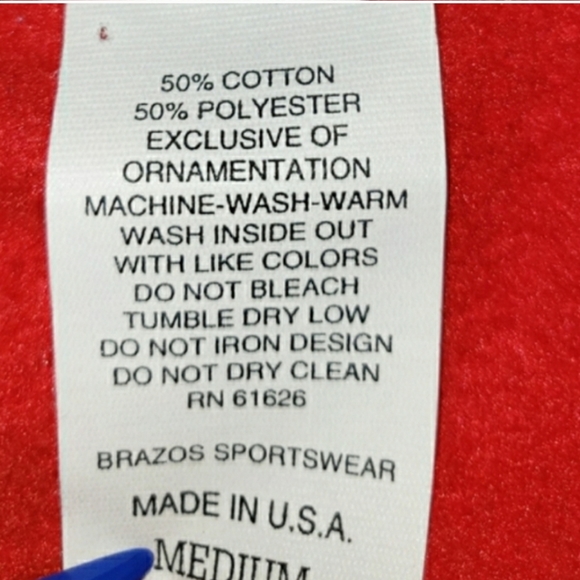 50% COTTON
50% POLYESTER
EXCLUSIVE OF
ORNAMENTATION
MACHINE-WASH-WARM
WASH INSIDE OUT
WITH LIKE COLORS
DO NOT BLEACH
TUMBLE DRY LOW
DO NOT IRON DESIGN
DO NOT DRY CLEAN
RN 61626
BRAZOS SPORTSWEAR
MADE IN U.S.A.
MEDIUM